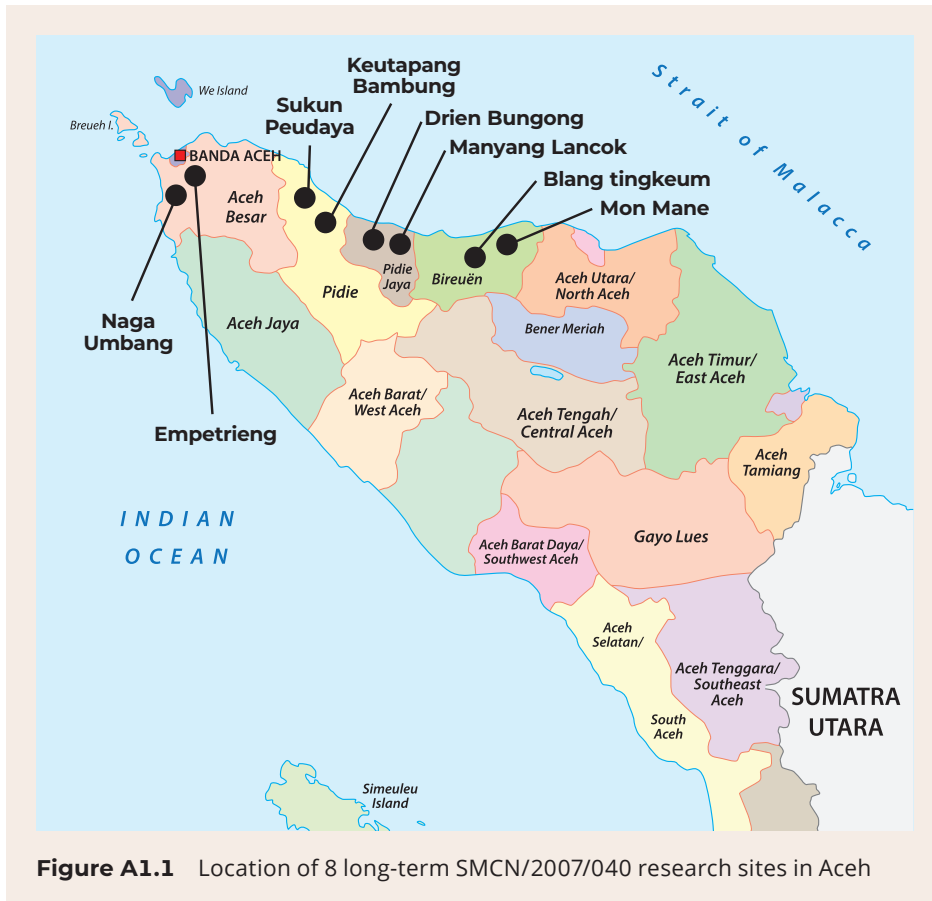 Strait of Malacca
Keutapang
Bambung
We Island
Sukun
Peudaya
Breueh I.
Drien Bungong
Manyang Lancok
BANDA ACEH
Blang tingkeum
Mon Mane
Aceh
Besar
Pidie
Jaya
Bireuën
Aceh Utara/
North Aceh
Pidie
Naga
Umbang
Aceh Jaya
Bener Meriah
Aceh Timur/
East Aceh
Aceh Barat/
West Aceh
Aceh Tengah/
Central Aceh
Empetrieng
Aceh
Tamiang
INDIAN
OCEAN
Gayo Lues
Aceh Barat Daya/
Southwest Aceh
Aceh
Selatan/
South
Aceh
Aceh Tenggara/
Southeast
Aceh
SUMATRA
UTARA
Simeuleu
Island
Figure A1.1 Location of 8 long-term SMCN/2007/040 research sites in Aceh